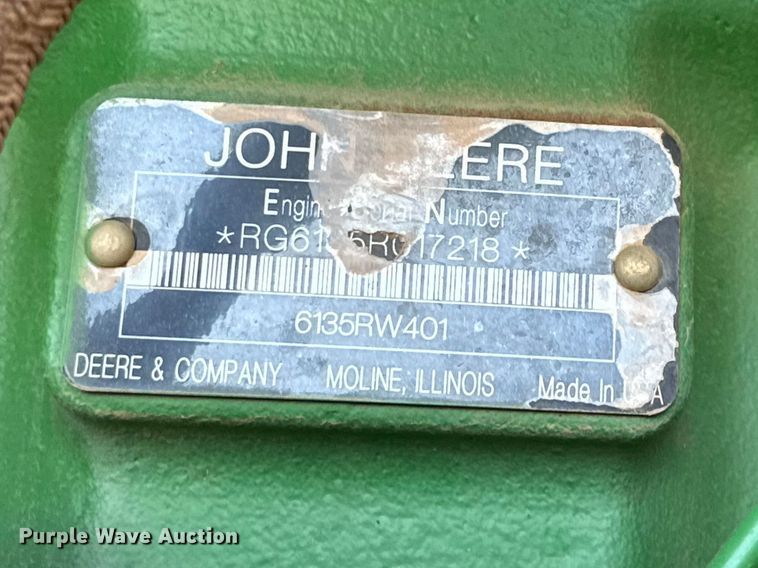 JOHN DEERE
Engine Serial Number
6135RW401
DEERE & COMPANY MOLINE, ILLINOIS Made In USA
Purple Wave Auction